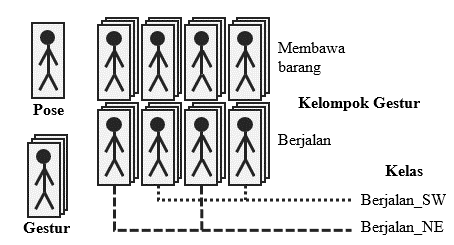 Membawa
barang
Pose
Kelompok Gestur
Berjalan
Kelas
Berjalan_SW
Gestur
Berjalan_NE